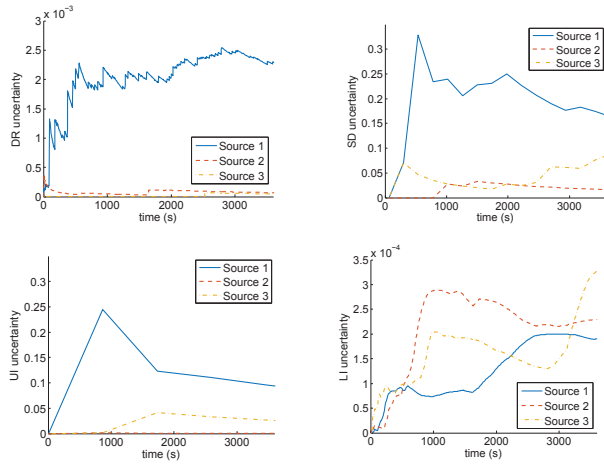 x 10⁻³
2.5
2
1.5
1
0.5
0
DR uncertainty
Source 1
Source 2
Source 3
0 1000 2000 3000
time (s)
0.3
0.25
0.2
0.15
0.1
0.05
0
SD uncertainty
Source 1
Source 2
Source 3
0 1000 2000 3000
time (s)
0.3
0.25
0.2
0.15
0.1
0.05
0
UI uncertainty
Source 1
Source 2
Source 3
0 1000 2000 3000
time (s)
x 10⁻⁴
3.5
3
2.5
2
1.5
1
0.5
0
LI uncertainty
Source 1
Source 2
Source 3
0 1000 2000 3000
time (s)